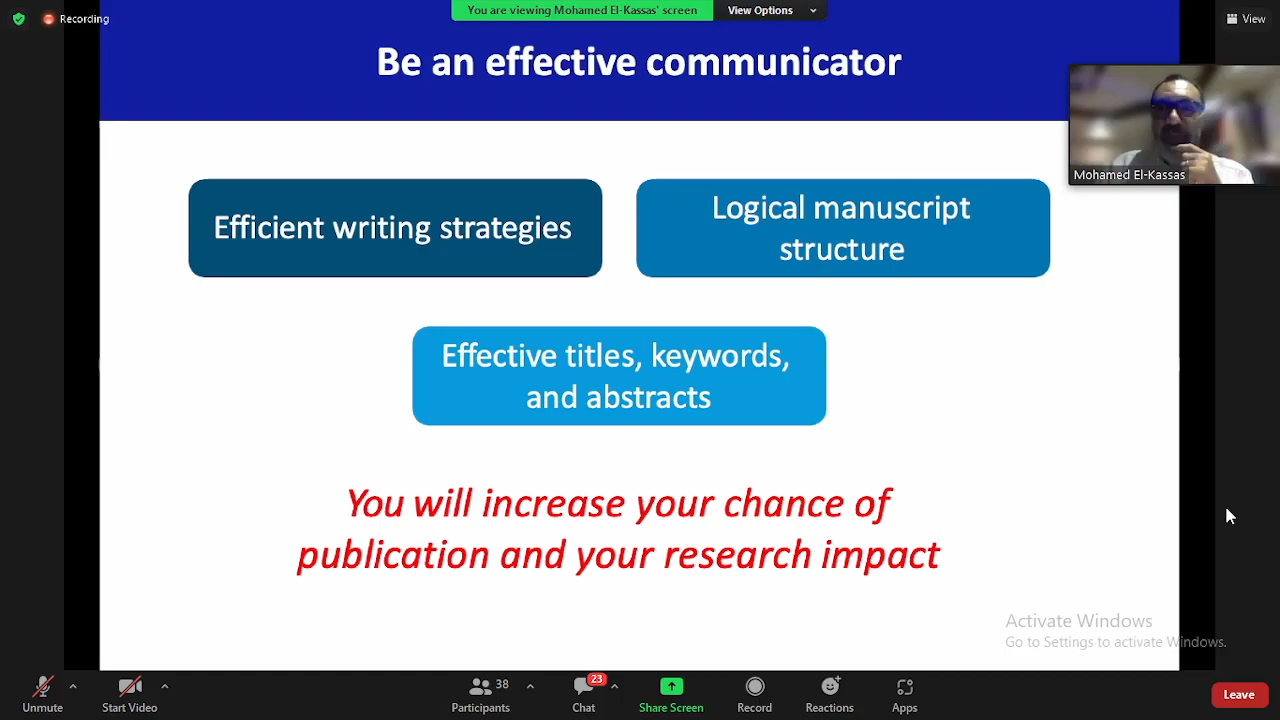 Recording
You are viewing Mohamed El-Kassas' screen
View Options
View
Be an effective communicator
Mohamed El-Kassas
Efficient writing strategies
Logical manuscript
structure
Effective titles, keywords,
and abstracts
You will increase your chance of
publication and your research impact
Activate Windows
Go to Settings to activate Windows.
Unmute
Start Video
38
Participants
23
Chat
Share Screen
Record
Reactions
Apps
Leave